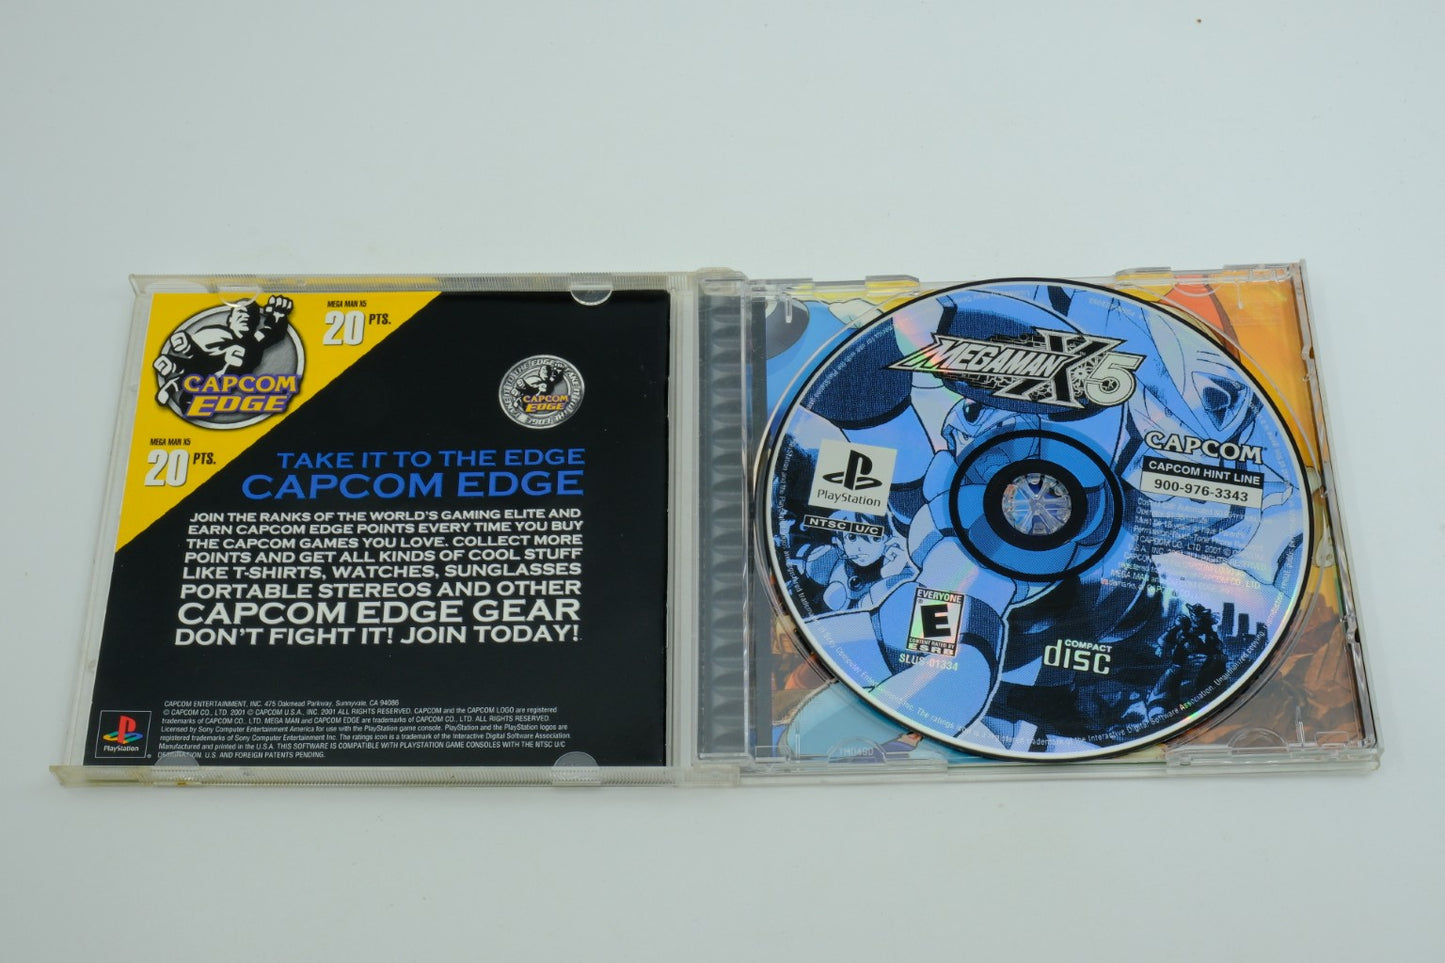 MEGA MAN X5
20 PTS.
CAPCOM
EDGE
MEGA MAN X5
20 PTS.
CAPCOM
EDGE
TAKE IT TO THE EDGE
CAPCOM EDGE
JOIN THE RANKS OF THE WORLD'S GAMING ELITE AND
EARN CAPCOM EDGE POINTS EVERY TIME YOU BUY
THE CAPCOM GAMES YOU LOVE. COLLECT MORE
POINTS AND GET ALL KINDS OF COOL STUFF
LIKE T-SHIRTS, WATCHES, SUNGLASSES
PORTABLE STEREOS AND OTHER
CAPCOM EDGE GEAR
DON'T FIGHT IT! JOIN TODAY!
CAPCOM ENTERTAINMENT, INC. 475 Oakmead Parkway, Sunnyvale, CA 94086
© CAPCOM CO., LTD. 2001 © CAPCOM U.S.A., INC. 2001 ALL RIGHTS RESERVED. CAPCOM and the CAPCOM LOGO are registered
trademarks of CAPCOM CO., LTD. MEGA MAN and CAPCOM EDGE are trademarks of CAPCOM CO., LTD. ALL RIGHTS RESERVED.
Licensed by Sony Computer Entertainment America for use with the PlayStation game console. PlayStation and the PlayStation logos are
registered trademarks of Sony Computer Entertainment Inc. The ratings icon is a trademark of the Interactive Digital Software Association.
Manufactured and printed in the U.S.A. THIS SOFTWARE IS COMPATIBLE WITH PLAYSTATION GAME CONSOLES WITH THE NTSC U/C
DESIGNATION. U.S. AND FOREIGN PATENTS PENDING.
PlayStation
MEGAMAN X5
CAPCOM
CAPCOM HINT LINE
900-976-3343
PlayStation
NTSC U/C
EVERYONE
E
CONTENT RATED BY
ESRB
SLUS-01334
COMPACT
disc